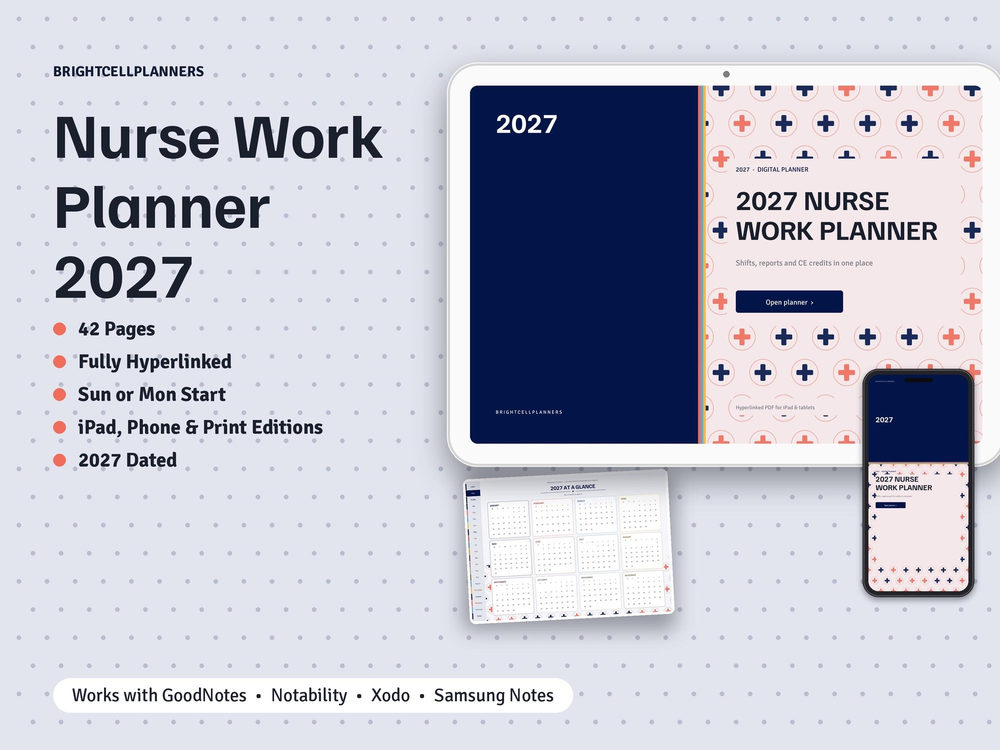 BRIGHTCELLPLANNERS
Nurse Work
Planner
2027
42 Pages
Fully Hyperlinked
Sun or Mon Start
iPad, Phone & Print Editions
2027 Dated
Works with GoodNotes • Notability • Xodo • Samsung Notes
2027
BRIGHTCELLPLANNERS
2027 · DIGITAL PLANNER
2027 NURSE
WORK PLANNER
Shifts, reports and CE credits in one place
Open planner ›
Hyperlinked PDF for iPad & tablets
2027 AT A GLANCE
2027
2027 NURSE
WORK PLANNER